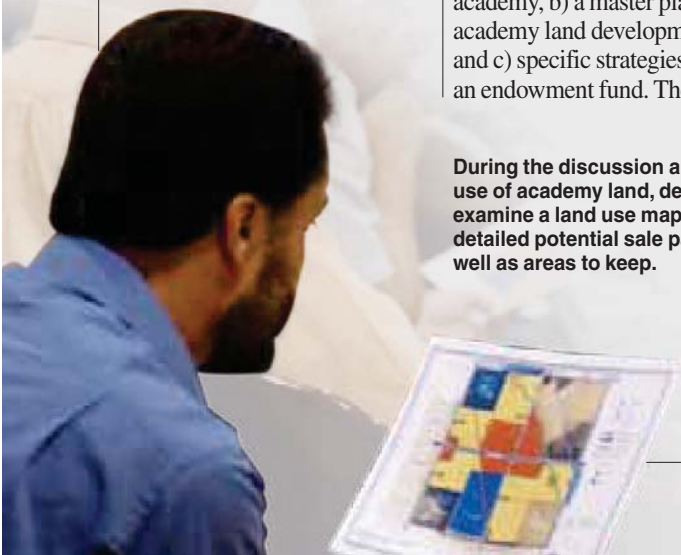 academy, b) a master pla
academy land developm
and c) specific strategies
an endowment fund. The
During the discussion a
use of academy land, de
examine a land use map
detailed potential sale p
well as areas to keep.